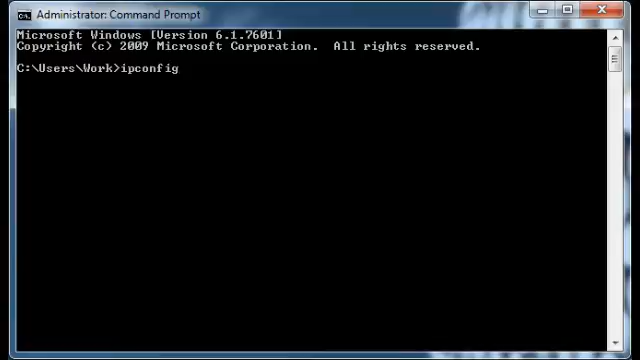 Administrator: Command Prompt
Microsoft Windows [Version 6.1.7601]
Copyright (c) 2009 Microsoft Corporation.  All rights reserved.
C:\Users\Work>ipconfig